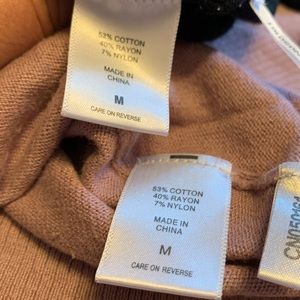 53% COTTON
40% RAYON
7% NYLON
MADE IN
CHINA
M
CARE ON REVERSE
53% COTTON
40% RAYON
7% NYLON
MADE IN
CHINA
M
CARE ON REVERSE